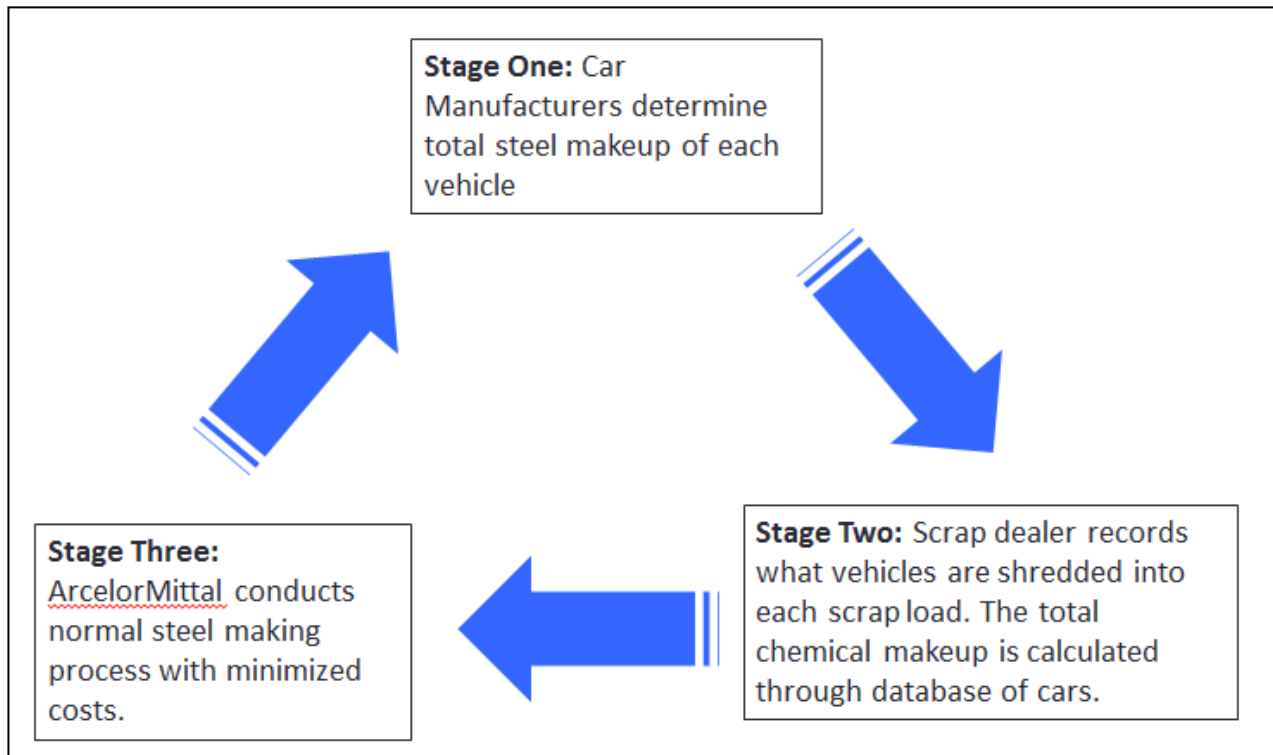 Stage One: Car
Manufacturers determine
total steel makeup of each
vehicle
Stage Two: Scrap dealer records
what vehicles are shredded into
each scrap load. The total
chemical makeup is calculated
through database of cars.
Stage Three:
ArcelorMittal conducts
normal steel making
process with minimized
costs.